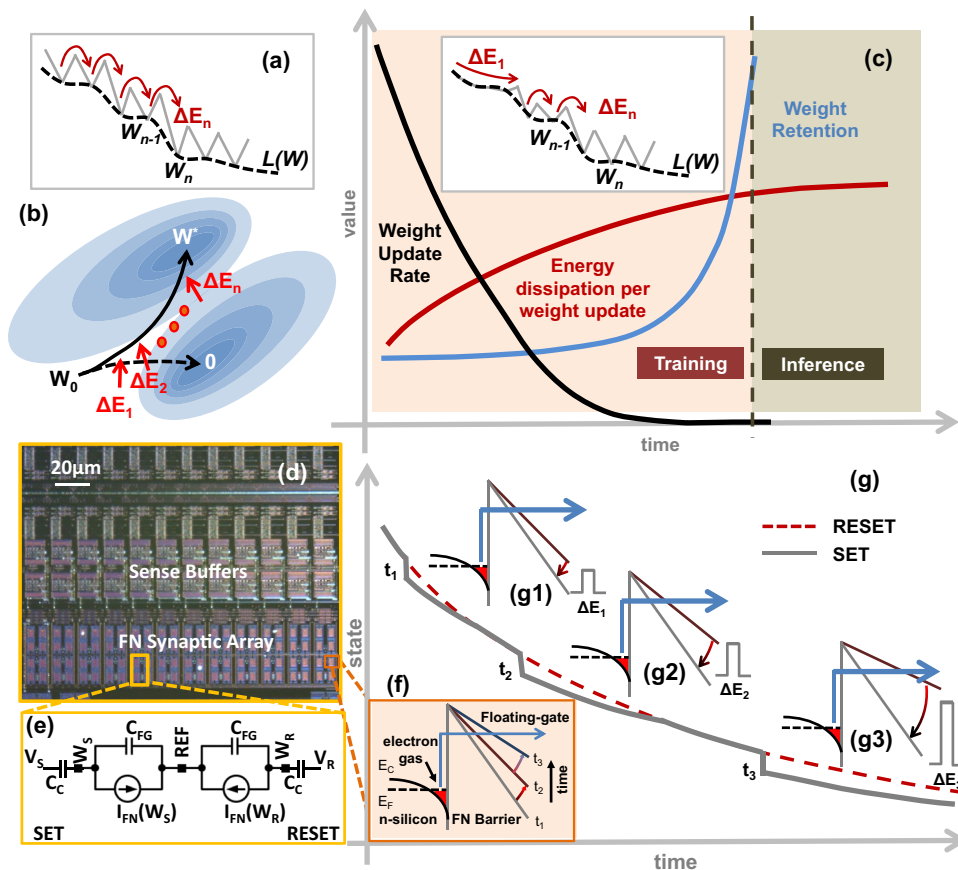 (a)
ΔEn
Wn-1
Wn
L(W)
(b)
W*
ΔEn
0
W0
ΔE2
ΔE1
(c)
ΔE1
ΔEn
Wn-1
Wn
L(W)
Weight
Retention
value
Weight
Update
Rate
Energy
dissipation per
weight update
Training
Inference
time
20μm
(d)
Sense Buffers
FN Synaptic Array
(e)
CFG
CFG
VS
WS
REF
WR
VR
CC
CC
IFN(WS)
IFN(WR)
SET
RESET
(f)
Floating-gate
electron
gas
EC
EF
n-silicon
FN Barrier
t3
t2
t1
time
(g)
RESET
SET
state
t1
(g1)
ΔE1
t2
(g2)
ΔE2
t3
(g3)
ΔE3
time